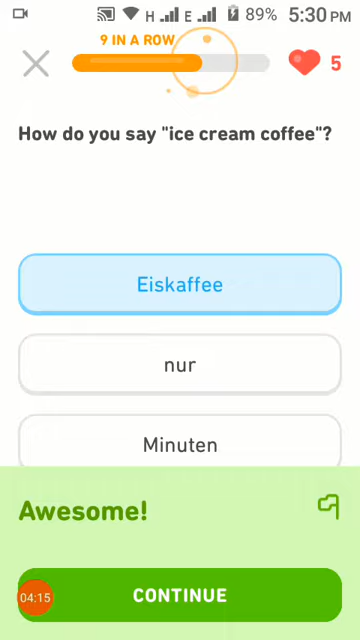 H E 89% 5:30 PM
9 IN A ROW
5
How do you say "ice cream coffee"?
Eiskaffee
nur
Minuten
Awesome!
04:15
CONTINUE